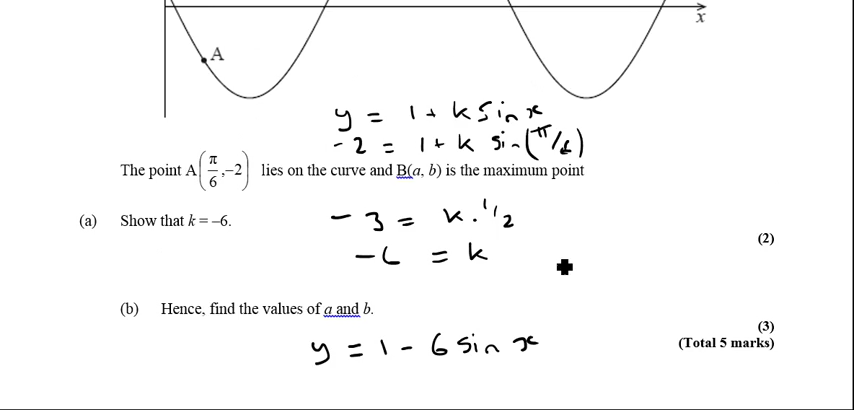 x
A
y = 1 + k sin x
-2 = 1 + k sin(π/6)
The point A(π/6, -2) lies on the curve and B(a, b) is the maximum point
(a) Show that k = –6.
-3 = k . 1/2
(2)
-6 = k
(b) Hence, find the values of a and b.
(3)
y = 1 - 6 sin x
(Total 5 marks)